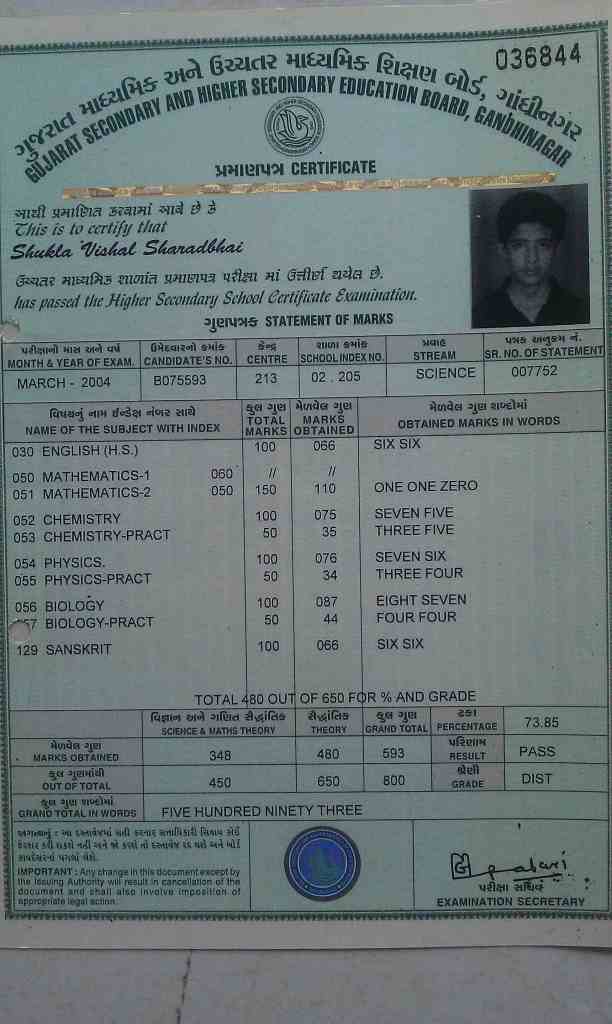 036844
ગુજરાત માધ્યમિક અને ઉચ્ચતર માધ્યમિક શિક્ષણ બોર્ડ, ગાંધીનગર
GUJARAT SECONDARY AND HIGHER SECONDARY EDUCATION BOARD, GANDHINAGAR
પ્રમાણપત્ર CERTIFICATE
આથી પ્રમાણિત કરવામાં આવે છે કે
This is to certify that
Shukla Vishal Sharadbhai
ઉચ્ચતર માધ્યમિક શાળાંત પ્રમાણપત્ર પરીક્ષા માં ઉત્તીર્ણ થયેલ છે.
has passed the Higher Secondary School Certificate Examination.
ગુણપત્રક STATEMENT OF MARKS
પરીક્ષાનો માસ અને વર્ષ ઉમેદવારનો ક્રમાંક કેન્દ્ર શાળા ક્રમાંક પ્રવાહ પત્રક અનુક્રમ નં.
MONTH & YEAR OF EXAM. CANDIDATE'S NO. CENTRE SCHOOL INDEX NO. STREAM SR. NO. OF STATEMENT
MARCH - 2004 B075593 213 02 . 205 SCIENCE 007752
વિષયનું નામ ઈન્ડેક્ષ નંબર સાથે કુલ ગુણ મેળવેલ ગુણ મેળવેલ ગુણ શબ્દોમાં
NAME OF THE SUBJECT WITH INDEX TOTAL MARKS MARKS OBTAINED OBTAINED MARKS IN WORDS
030 ENGLISH (H.S.) 100 066 SIX SIX
050 MATHEMATICS-1 060 // //
051 MATHEMATICS-2 050 150 110 ONE ONE ZERO
052 CHEMISTRY 100 075 SEVEN FIVE
053 CHEMISTRY-PRACT 50 35 THREE FIVE
054 PHYSICS. 100 076 SEVEN SIX
055 PHYSICS-PRACT 50 34 THREE FOUR
056 BIOLOGY 100 087 EIGHT SEVEN
57 BIOLOGY-PRACT 50 44 FOUR FOUR
129 SANSKRIT 100 066 SIX SIX
TOTAL 480 OUT OF 650 FOR % AND GRADE
વિજ્ઞાન અને ગણિત સૈદ્ધાંતિક સૈદ્ધાંતિક કુલ ગુણ ટકા
SCIENCE & MATHS THEORY THEORY GRAND TOTAL PERCENTAGE 73.85
મેળવેલ ગુણ પરિણામ
MARKS OBTAINED 348 480 593 RESULT PASS
કુલ ગુણમાંથી શ્રેણી
OUT OF TOTAL 450 650 800 GRADE DIST
કુલ ગુણ શબ્દોમાં
GRAND TOTAL IN WORDS FIVE HUNDRED NINETY THREE
અગત્યનું : આ દસ્તાવેજમાં સહી કરનાર સત્તાધિકારી સિવાય કોઈ
ફેરફાર કરી શકશે નહીં અને જો કરશે તો દસ્તાવેજ રદ થશે અને
IMPORTANT : Any change in this document except by
the Issuing Authority will result in cancellation of the
document and shall also involve imposition of
appropriate legal action.
પરીક્ષા સચિવ
EXAMINATION SECRETARY